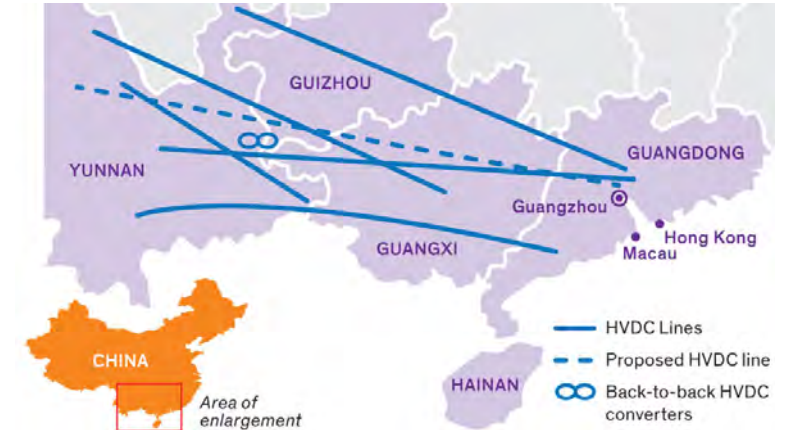 GUIZHOU
GUANGDONG
YUNNAN
Guangzhou
GUANGXI
Hong Kong
Macau
HVDC Lines
CHINA
Proposed HVDC line
HAINAN
Back-to-back HVDC
converters
Area of
enlargement